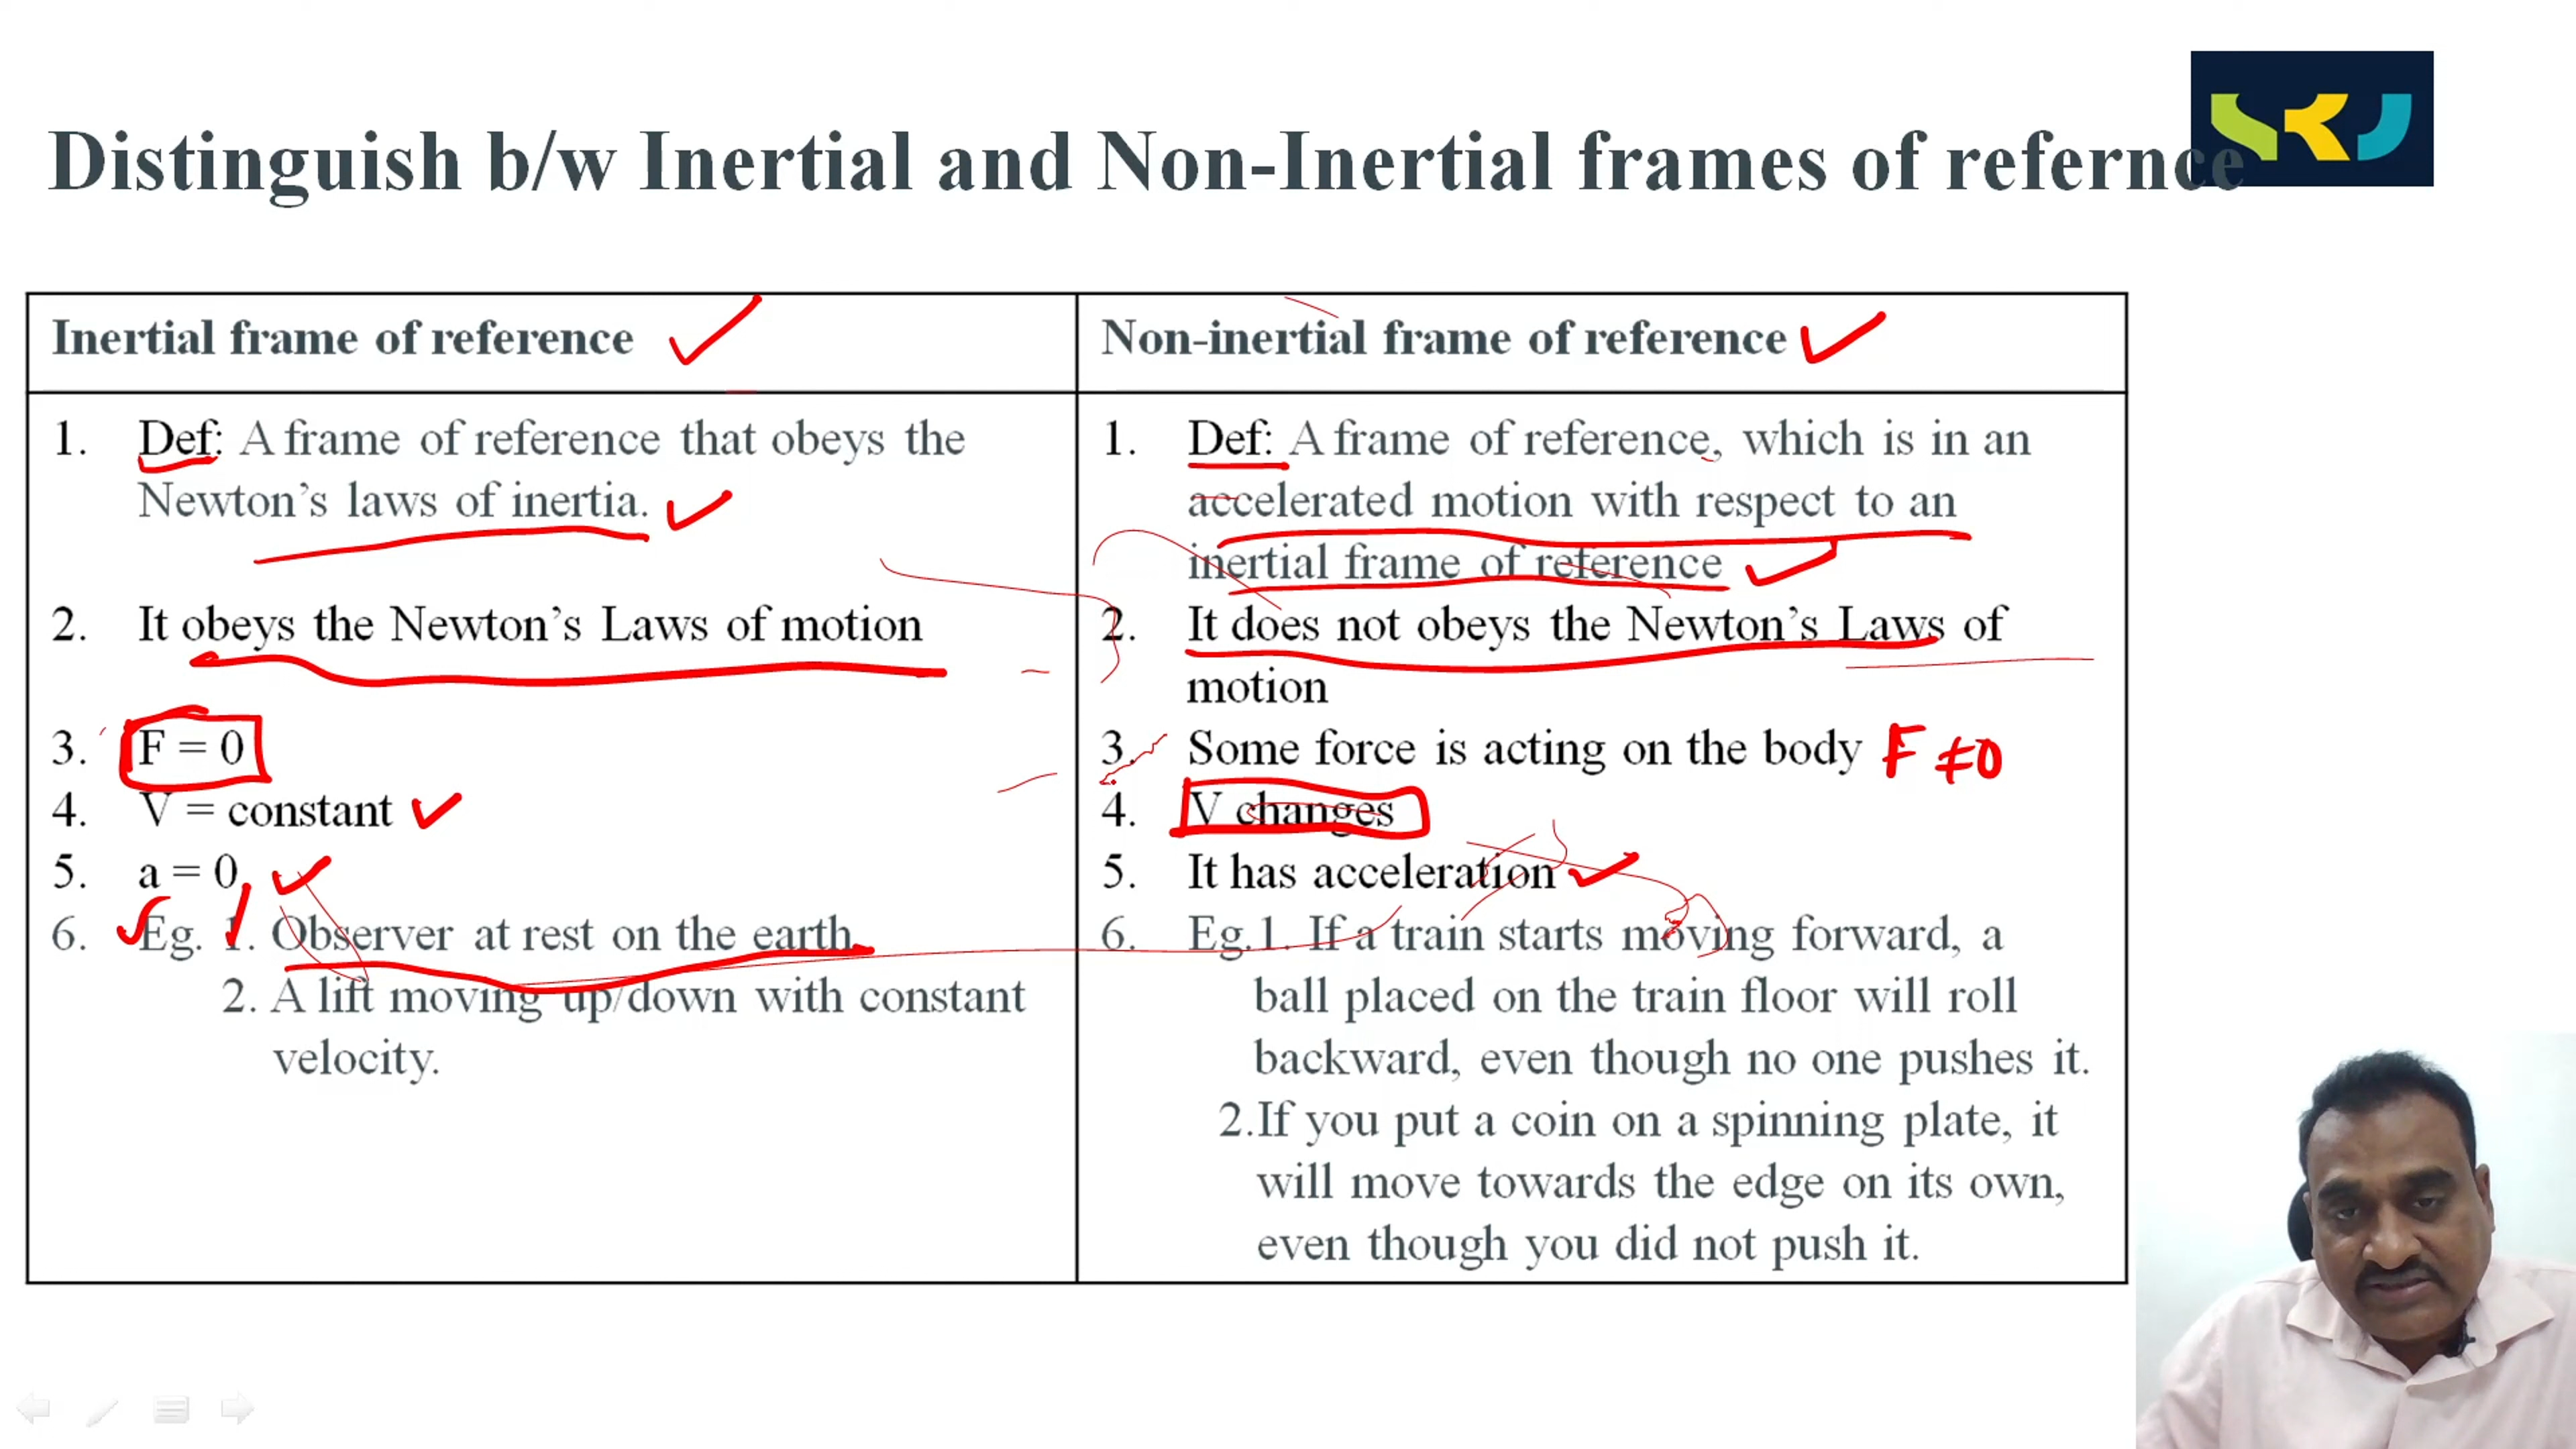 SRJ
Distinguish b/w Inertial and Non-Inertial frames of refernce
Inertial frame of reference
1. Def: A frame of reference that obeys the
Newton’s laws of inertia.
2. It obeys the Newton’s Laws of motion
3. F = 0
4. V = constant
5. a = 0
6. Eg. 1. Observer at rest on the earth
2. A lift moving up/down with constant
velocity.
Non-inertial frame of reference
1. Def: A frame of reference, which is in an
accelerated motion with respect to an
inertial frame of reference
2. It does not obeys the Newton’s Laws of
motion
3. Some force is acting on the body F ≠0
4. V changes
5. It has acceleration
6. Eg.1. If a train starts moving forward, a
ball placed on the train floor will roll
backward, even though no one pushes it.
2.If you put a coin on a spinning plate, it
will move towards the edge on its own,
even though you did not push it.